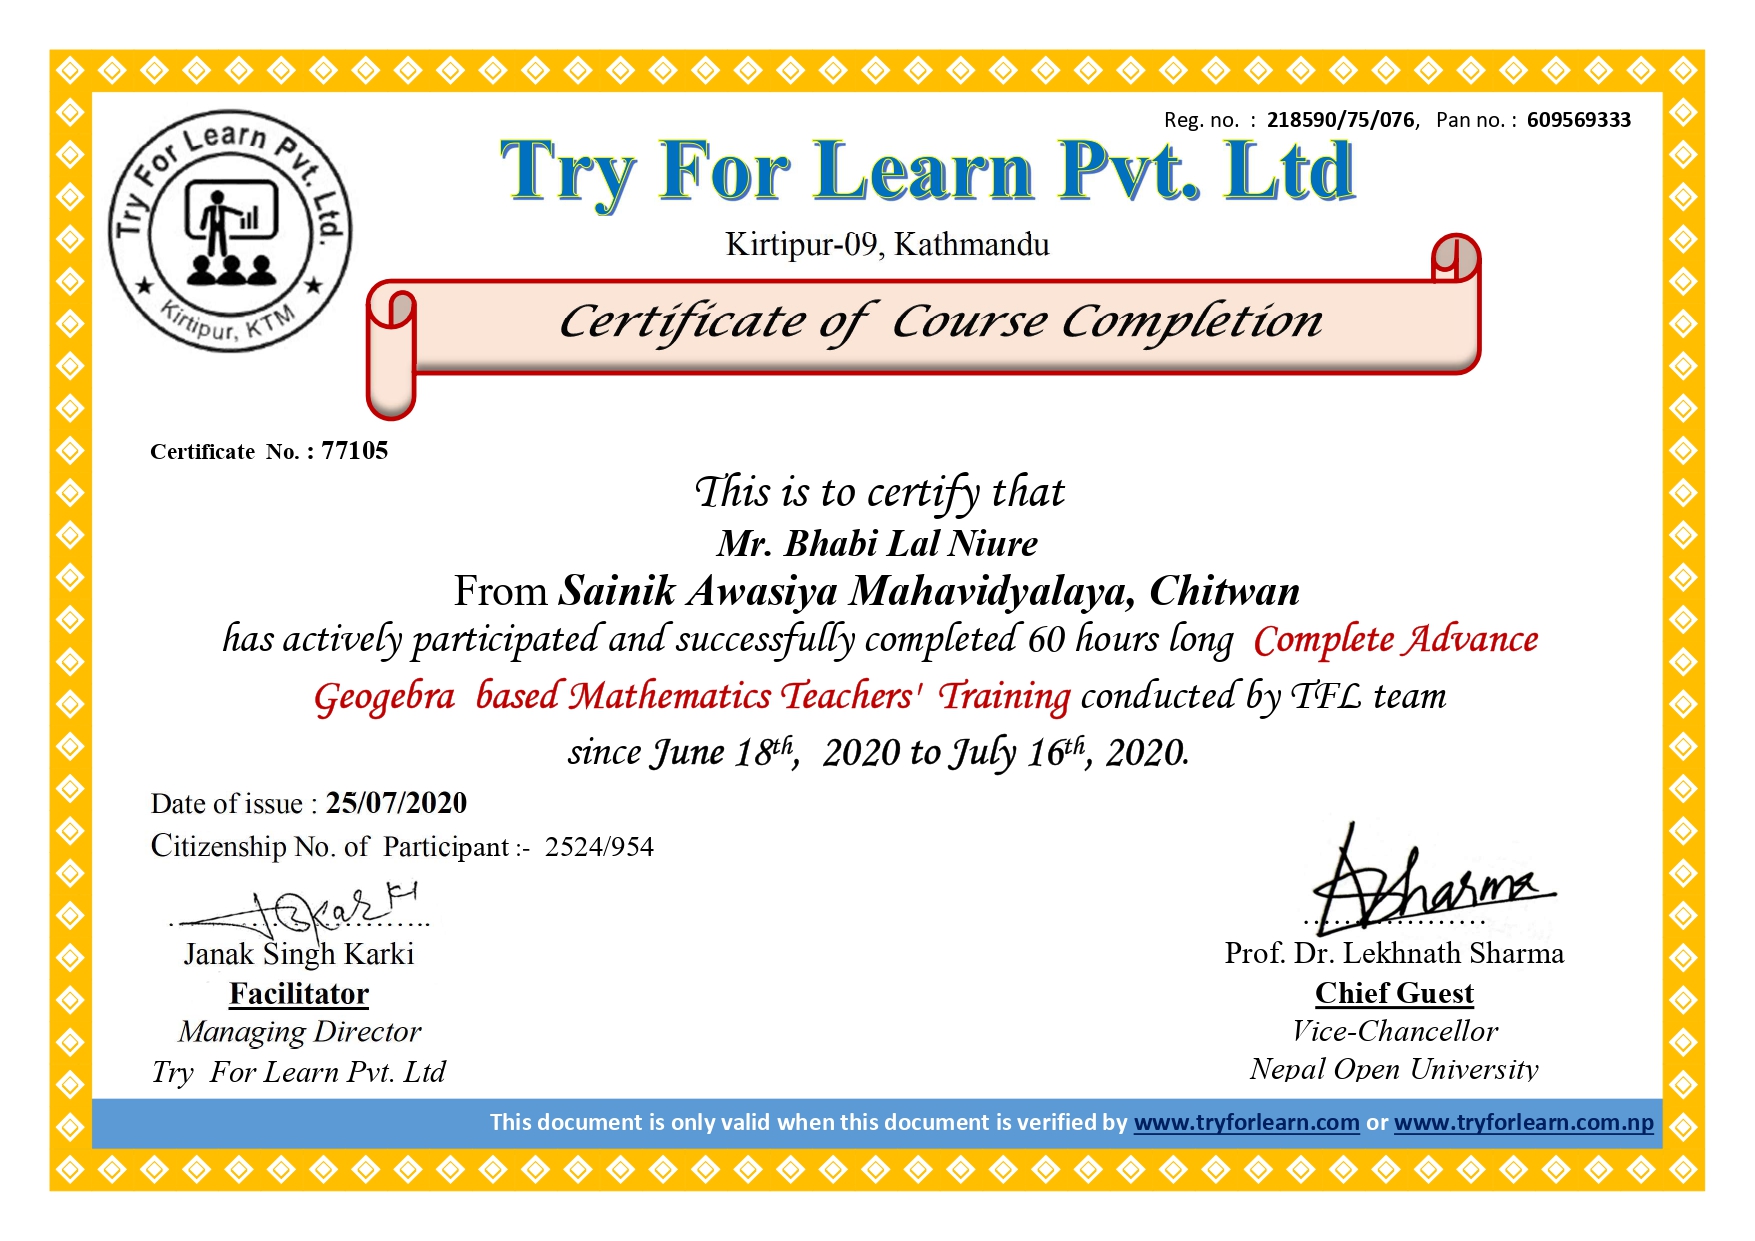 Try For Learn Pvt. Ltd.
Kirtipur, KTM
Reg. no. : 218590/75/076, Pan no. : 609569333
Try For Learn Pvt. Ltd
Kirtipur-09, Kathmandu
Certificate of Course Completion
Certificate No. : 77105
This is to certify that
Mr. Bhabi Lal Niure
From Sainik Awasiya Mahavidyalaya, Chitwan
has actively participated and successfully completed 60 hours long Complete Advance
Geogebra based Mathematics Teachers' Training conducted by TFL team
since June 18th, 2020 to July 16th, 2020.
Date of issue : 25/07/2020
Citizenship No. of Participant :- 2524/954
Janak Singh Karki
Facilitator
Managing Director
Try For Learn Pvt. Ltd
Sharma
Prof. Dr. Lekhnath Sharma
Chief Guest
Vice-Chancellor
Nepal Open University
This document is only valid when this document is verified by www.tryforlearn.com or www.tryforlearn.com.np